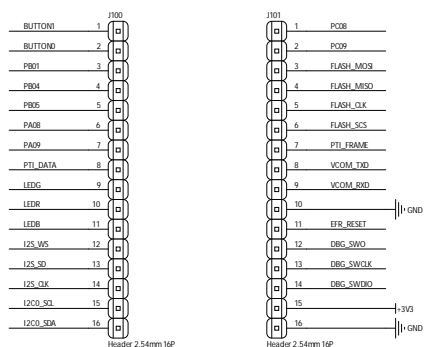 J100
BUTTON1 1
BUTTON0 2
PB01 3
PB04 4
PB05 5
PA08 6
PA09 7
PTI_DATA 8
LEDG 9
LEDR 10
LEDB 11
I2S_WS 12
I2S_SD 13
I2S_CLK 14
I2C0_SCL 15
I2C0_SDA 16
Header 2.54mm 16P
J101
1 PC08
2 PC09
3 FLASH_MOSI
4 FLASH_MISO
5 FLASH_CLK
6 FLASH_SCS
7 PTI_FRAME
8 VCOM_TXD
9 VCOM_RXD
10 GND
11 EFR_RESET
12 DBG_SWO
13 DBG_SWCLK
14 DBG_SWDIO
15 +3V3
16 GND
Header 2.54mm 16P